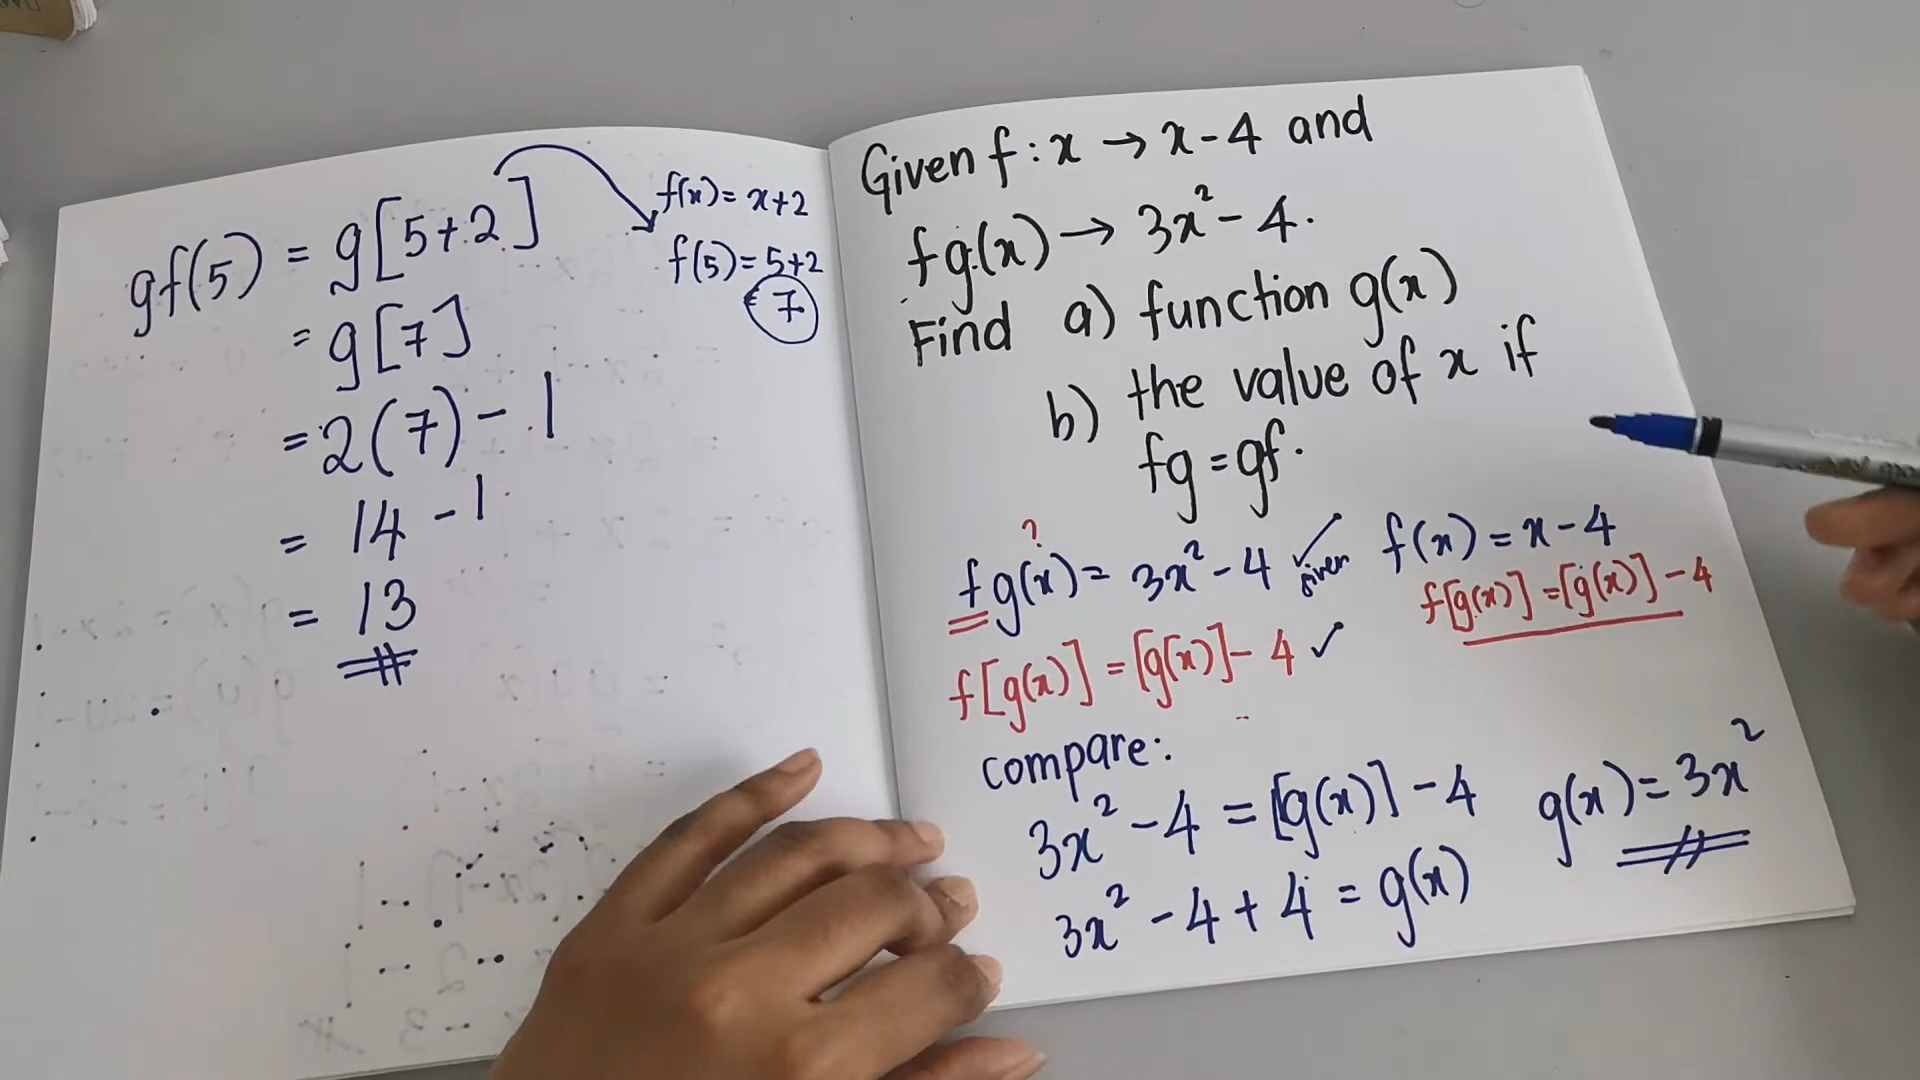 gf(5) = g[5+2]
= g[7]
= 2(7) - 1
= 14 - 1
= 13
f(x) = x+2
f(5) = 5+2
= 7
Given f : x → x - 4 and
fg(x) → 3x² - 4.
Find a) function g(x)
b) the value of x if
fg = gf.
?
fg(x) = 3x² - 4 ✓ given
f(x) = x - 4
f[g(x)] = [g(x)] - 4
f[g(x)] = [g(x)] - 4 ✓
compare:
3x² - 4 = [g(x)] - 4
3x² - 4 + 4 = g(x)
g(x) = 3x²